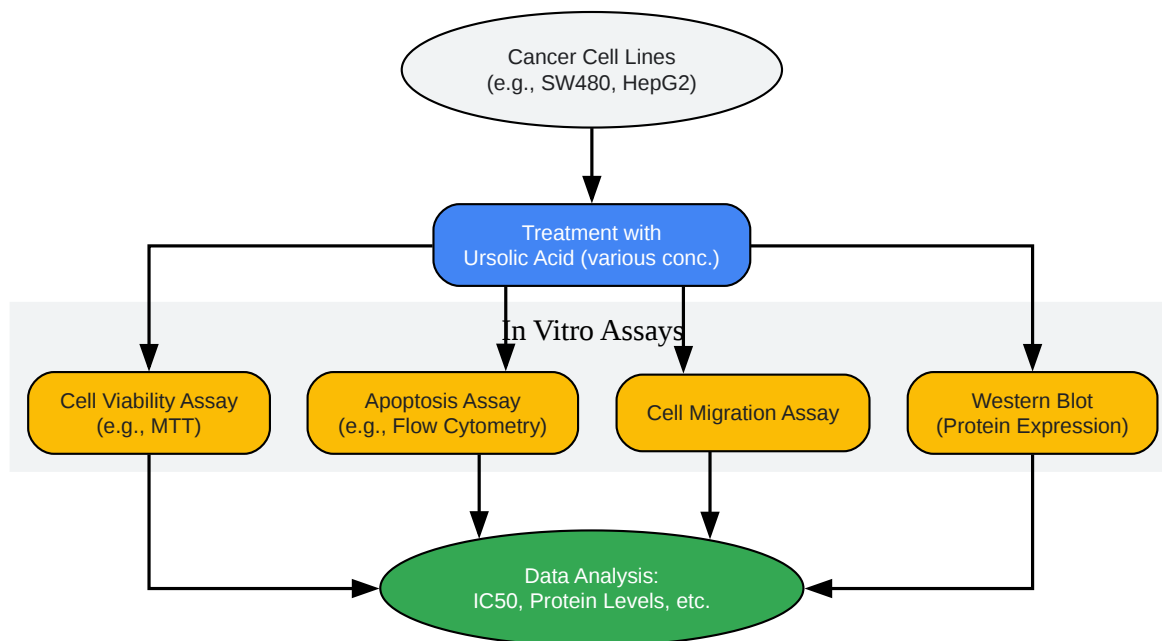 Cancer Cell Lines
(e.g., SW480, HepG2)
Treatment with
Ursolic Acid (various conc.)
In Vitro Assays
Cell Viability Assay
(e.g., MTT)
Apoptosis Assay
(e.g., Flow Cytometry)
Cell Migration Assay
Western Blot
(Protein Expression)
Data Analysis:
IC50, Protein Levels, etc.